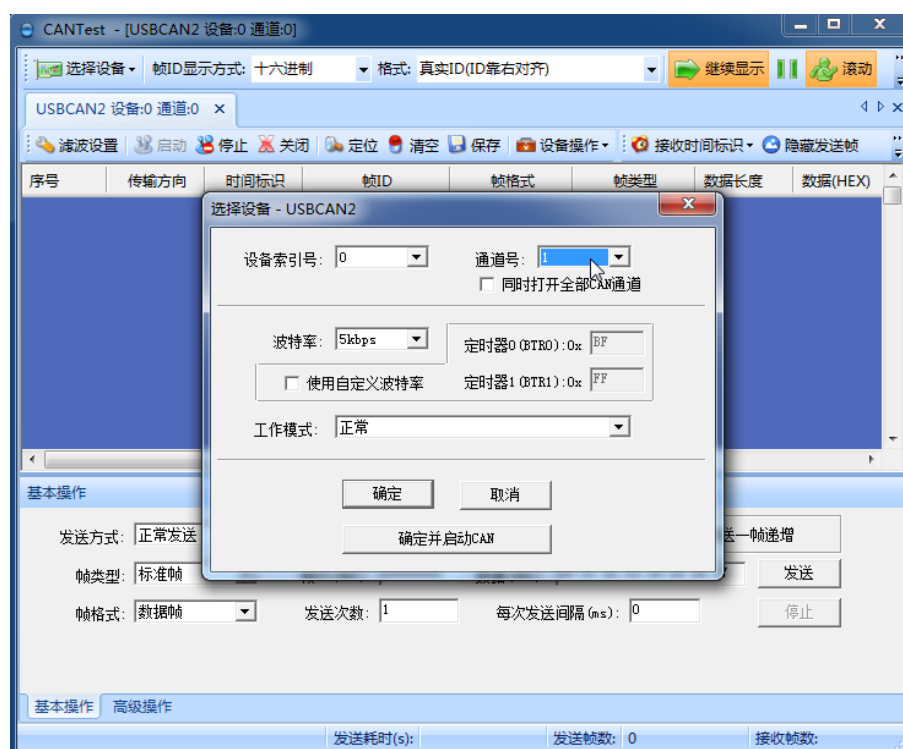 CANTest - [USBCAN2 设备:0 通道:0]
选择设备 帧ID显示方式: 十六进制 格式: 真实ID(ID靠右对齐) 继续显示 滚动
USBCAN2 设备:0 通道:0
滤波设置 启动 停止 关闭 定位 清空 保存 设备操作 接收时间标识 隐藏发送帧
序号 传输方向 时间标识 帧ID 帧格式 帧类型 数据长度 数据(HEX)
选择设备 - USBCAN2
设备索引号: 0 通道号: 1
同时打开全部CAN通道
波特率: 5kbps 定时器0(BTR0):0x BF
使用自定义波特率 定时器1(BTR1):0x FF
工作模式: 正常
确定 取消
确定并启动CAN
基本操作
发送方式: 正常发送 送一帧递增
帧类型: 标准帧 发送
帧格式: 数据帧 发送次数: 1 每次发送间隔(ms): 0 停止
基本操作 高级操作
发送耗时(s): 发送帧数: 0 接收帧数: